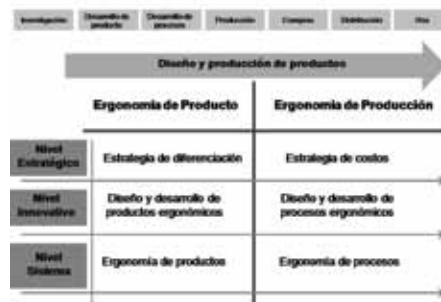 Investigación
Desarrollo de
producto
Desarrollo de
procesos
Producción
Compras
Distribución
Uso
Diseño y producción de productos
Ergonomía de Producto
Ergonomía de Producción
Nivel
Estratégico
Estrategia de diferenciación
Estrategia de costos
Nivel
Innovativo
Diseño y desarrollo de
productos ergonómicos
Diseño y desarrollo de
procesos ergonómicos
Nivel
Sistema
Ergonomía de productos
Ergonomía de procesos